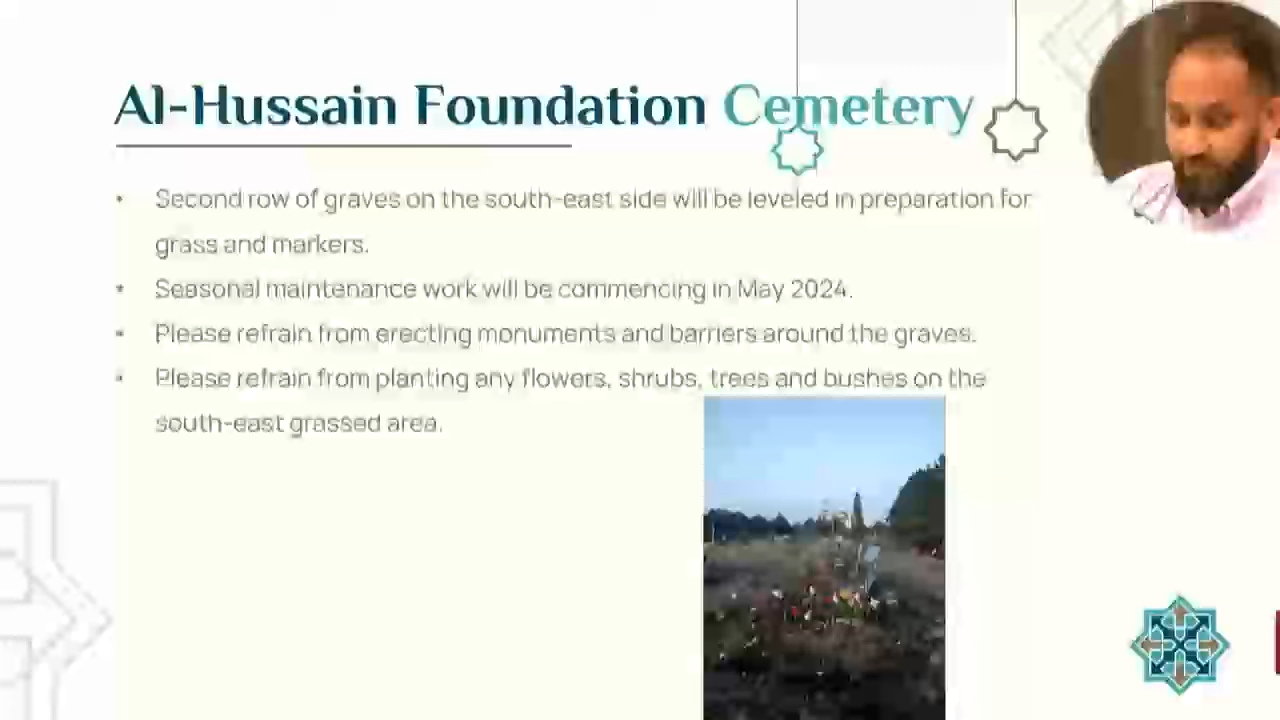 Al-Hussain Foundation Cemetery
• Second row of graves on the south-east side will be leveled in preparation for
grass and markers.
• Seasonal maintenance work will be commencing in May 2024.
• Please refrain from erecting monuments and barriers around the graves.
• Please refrain from planting any flowers, shrubs, trees and bushes on the
south-east grassed area.